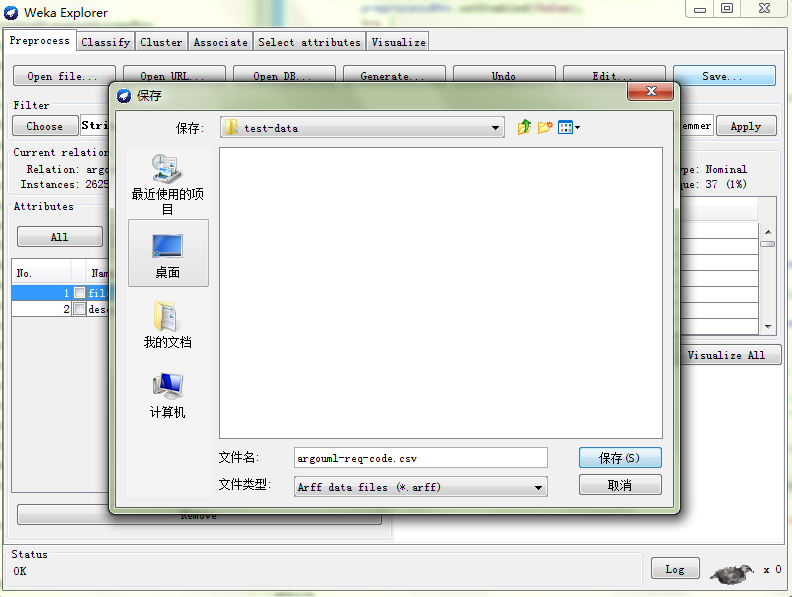 Weka Explorer
Preprocess Classify Cluster Associate Select attributes Visualize
Open file... Open URL... Open DB... Generate... Undo Edit... Save...
保存
Filter
Choose Stri emmer Apply
保存: test-data
Current relation
Relation: argo pe: Nominal
Instances: 2625 que: 37 (1%)
最近使用的项
目
Attributes
All
桌面
No. Nam
1 file
2 desc
我的文档
Visualize All
计算机
文件名: argouml-req-code.csv 保存(S)
文件类型: Arff data files (*.arff) 取消
Remove
Status
OK
Log x 0